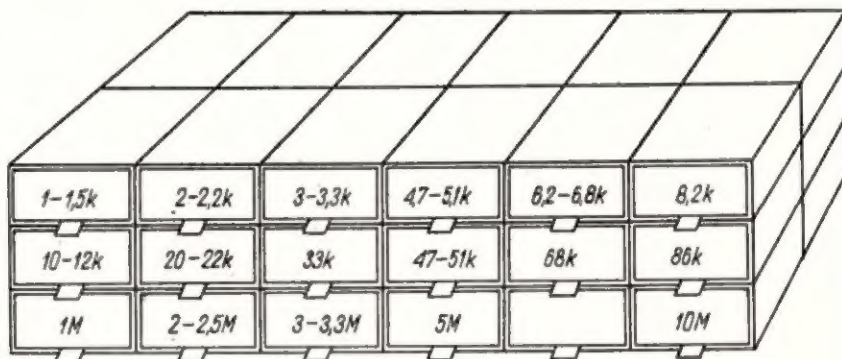 1-1,5k 2-2,2k 3-3,3k 4,7-5,1k 6,2-6,8k 8,2k
10-12k 20-22k 33k 47-51k 68k 86k
1M 2-2,5M 3-3,3M 5M 10M